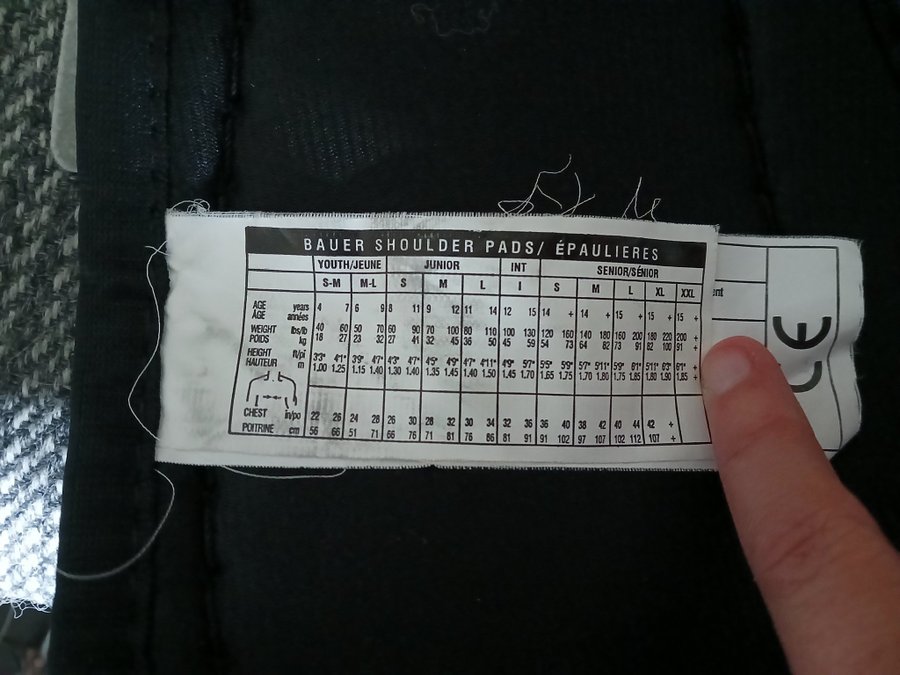 BAUER SHOULDER PADS/ ÉPAULIERES
YOUTH/JEUNE JUNIOR INT SENIOR/SÉNIOR
S-M M-L S M L I S M L XL XXL
AGE years 4 7 6 9 8 11 9 12 11 14 12 15 14 + 14 + 15 + 15 + 15 +
ÂGE années
WEIGHT lbs/lb 40 60 50 70 60 90 70 100 80 110 100 130 120 160 140 180 160 200 180 220 200 +
POIDS kg 18 27 23 32 27 41 32 45 36 50 45 59 54 73 64 82 73 91 82 100 91 +
HEIGHT ft/pi 3'3" 4'1" 3'9" 4'7" 4'3" 4'7" 4'5" 4'9" 4'7" 4'11" 4'9" 5'7" 5'5" 5'9" 5'7" 5'11" 5'9" 6'1" 5'11" 6'3" 6'1" +
HAUTEUR m 1.00 1.25 1.15 1.40 1.30 1.40 1.35 1.45 1.40 1.50 1.45 1.70 1.65 1.75 1.70 1.80 1.75 1.85 1.80 1.90 1.85 +
CHEST in/po 22 26 24 28 26 30 28 32 30 34 32 36 36 40 38 42 40 44 42 +
POITRINE cm 56 66 51 71 66 76 71 81 76 86 81 91 91 102 97 107 102 112 107 +
ent
CE